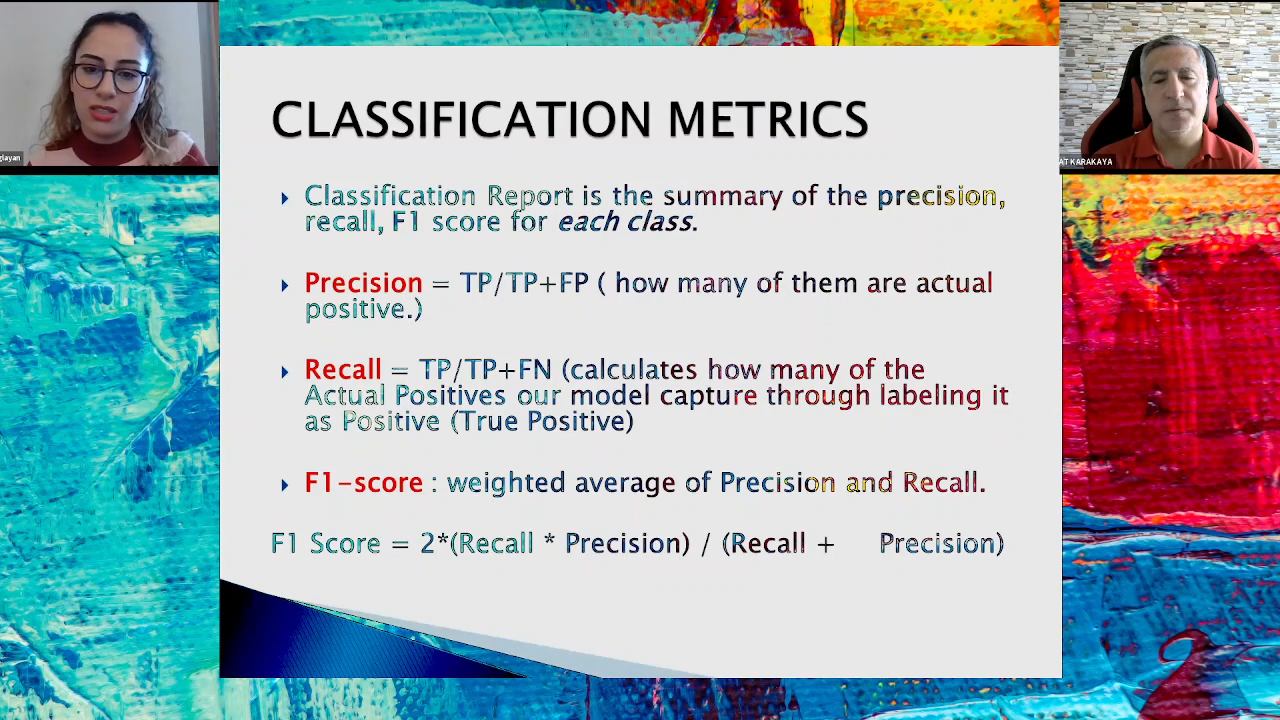 CLASSIFICATION METRICS
Classification Report is the summary of the precision,
recall, F1 score for each class.
Precision = TP/TP+FP ( how many of them are actual
positive.)
Recall = TP/TP+FN (calculates how many of the
Actual Positives our model capture through labeling it
as Positive (True Positive)
F1-score : weighted average of Precision and Recall.
F1 Score = 2*(Recall * Precision) / (Recall + Precision)
glayan
AT KARAKAYA